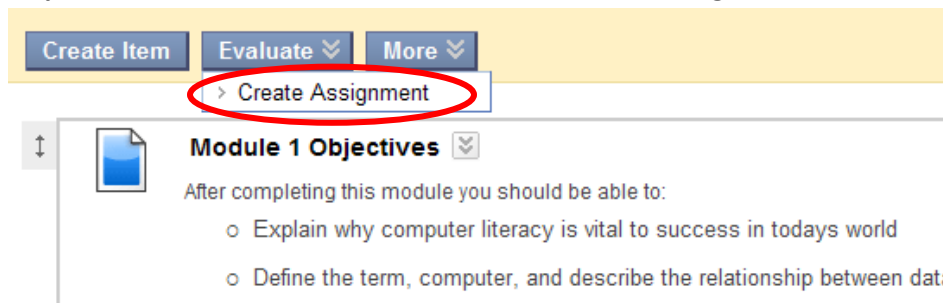 Create Item Evaluate More
> Create Assignment
Module 1 Objectives
After completing this module you should be able to:
o Explain why computer literacy is vital to success in todays world
o Define the term, computer, and describe the relationship between dat